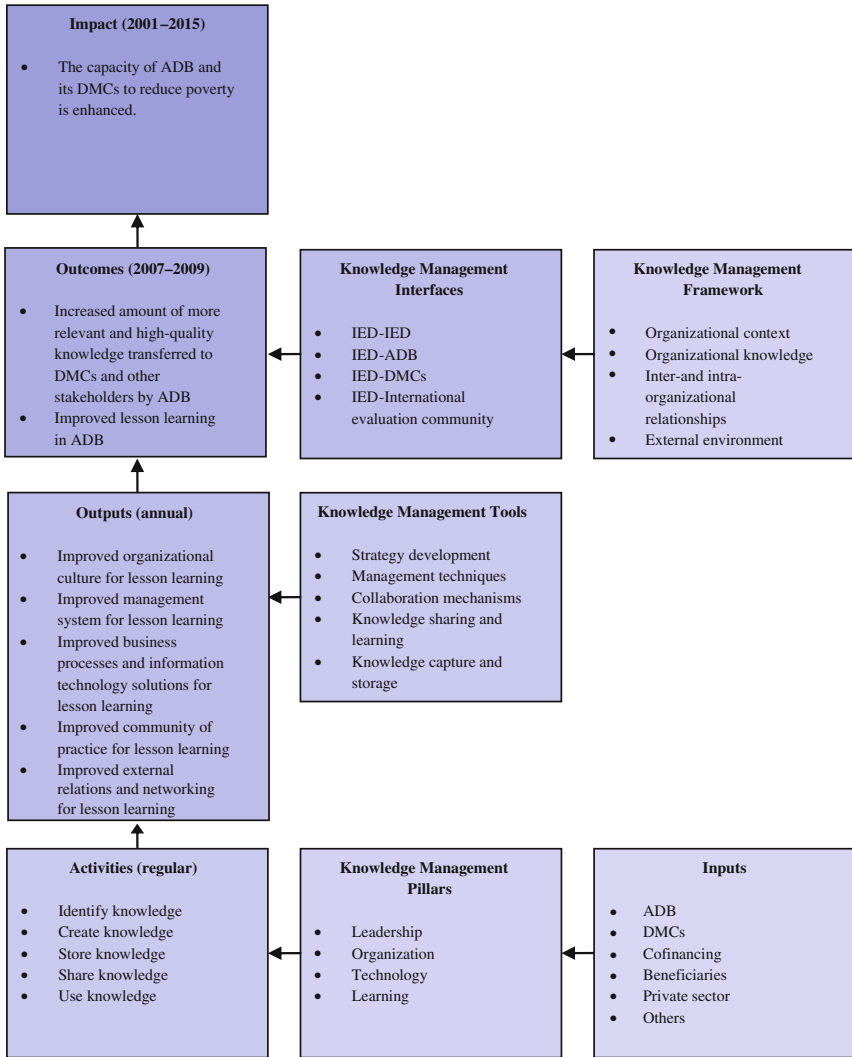 Impact (2001–2015)
• The capacity of ADB and
its DMCs to reduce poverty
is enhanced.
Outcomes (2007–2009)
• Increased amount of more
relevant and high-quality
knowledge transferred to
DMCs and other
stakeholders by ADB
• Improved lesson learning
in ADB
Knowledge Management
Interfaces
• IED-IED
• IED-ADB
• IED-DMCs
• IED-International
evaluation community
Knowledge Management
Framework
• Organizational context
• Organizational knowledge
• Inter-and intra-
organizational
relationships
• External environment
Outputs (annual)
• Improved organizational
culture for lesson learning
• Improved management
system for lesson learning
• Improved business
processes and information
technology solutions for
lesson learning
• Improved community of
practice for lesson learning
• Improved external
relations and networking
for lesson learning
Knowledge Management Tools
• Strategy development
• Management techniques
• Collaboration mechanisms
• Knowledge sharing and
learning
• Knowledge capture and
storage
Activities (regular)
• Identify knowledge
• Create knowledge
• Store knowledge
• Share knowledge
• Use knowledge
Knowledge Management
Pillars
• Leadership
• Organization
• Technology
• Learning
Inputs
• ADB
• DMCs
• Cofinancing
• Beneficiaries
• Private sector
• Others